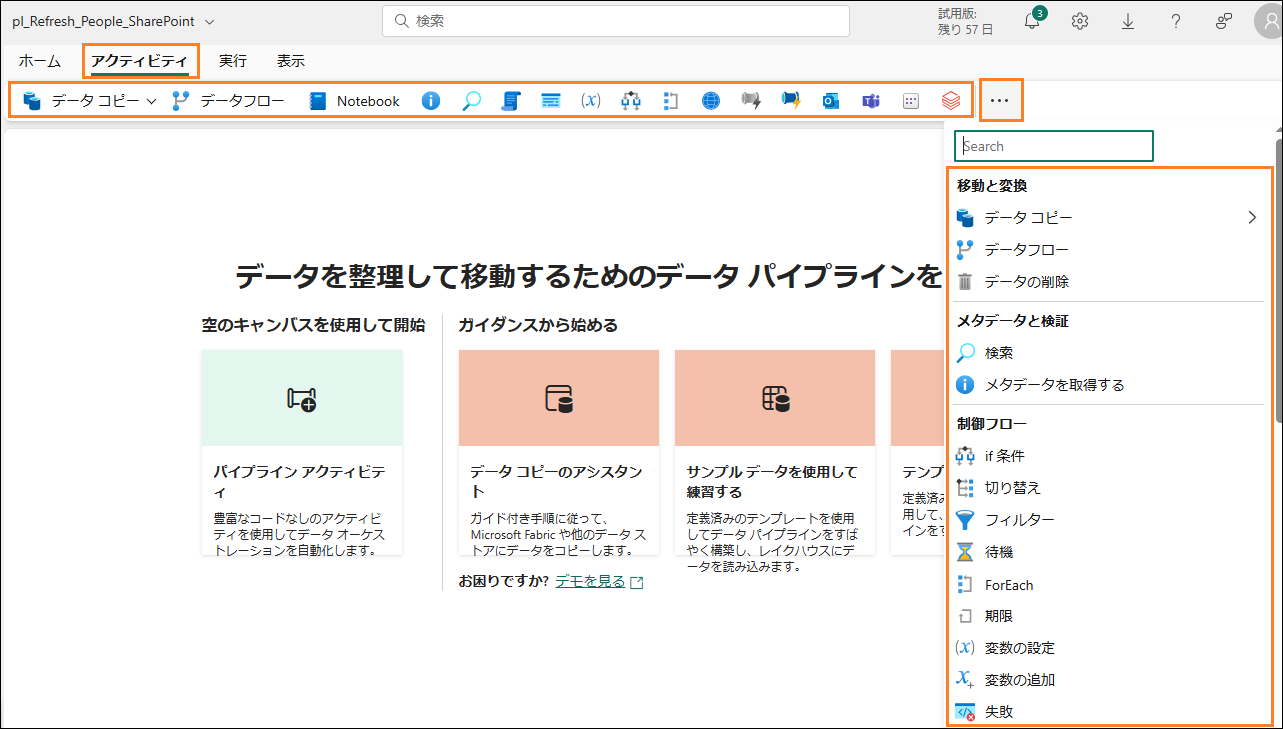 pl_Refresh_People_SharePoint
検索
試用版:
残り 57 日
3
ホーム
アクティビティ
実行
表示
データ コピー
データフロー
Notebook
(x)
Search
移動と変換
データ コピー
データフロー
データの削除
メタデータと検証
検索
メタデータを取得する
制御フロー
if 条件
切り替え
フィルター
待機
ForEach
期限
(x) 変数の設定
変数の追加
失敗
データを整理して移動するためのデータ パイプラインを
空のキャンバスを使用して開始
パイプライン アクティビテ
ィ
豊富なコードなしのアクティビ
ティを使用してデータ オーケス
トレーションを自動化します。
ガイダンスから始める
データ コピーのアシスタン
ト
ガイド付き手順に従って、
Microsoft Fabric や他のデータ ス
トアにデータをコピーします。
サンプル データを使用して
練習する
定義済みのテンプレートを使用
してデータ パイプラインをすば
やく構築し、レイクハウスにデ
ータを読み込みます。
テンプ
定義済み
用して、
インをす
お困りですか? デモを見る